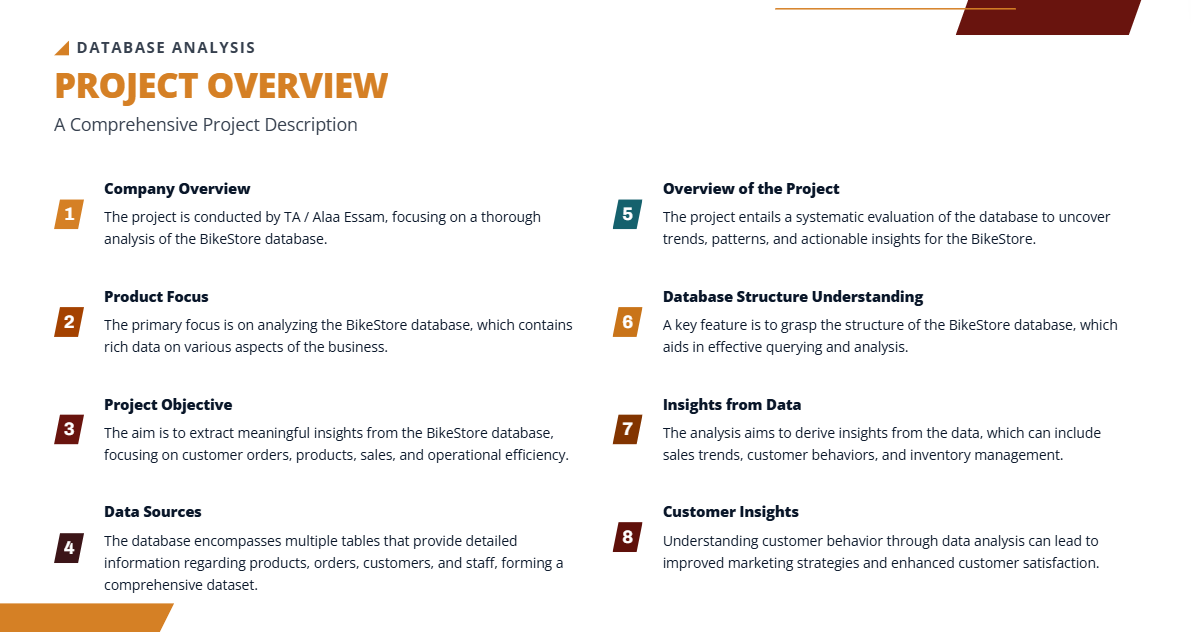 DATABASE ANALYSIS
PROJECT OVERVIEW
A Comprehensive Project Description
1
Company Overview
The project is conducted by TA / Alaa Essam, focusing on a thorough
analysis of the BikeStore database.
2
Product Focus
The primary focus is on analyzing the BikeStore database, which contains
rich data on various aspects of the business.
3
Project Objective
The aim is to extract meaningful insights from the BikeStore database,
focusing on customer orders, products, sales, and operational efficiency.
4
Data Sources
The database encompasses multiple tables that provide detailed
information regarding products, orders, customers, and staff, forming a
comprehensive dataset.
5
Overview of the Project
The project entails a systematic evaluation of the database to uncover
trends, patterns, and actionable insights for the BikeStore.
6
Database Structure Understanding
A key feature is to grasp the structure of the BikeStore database, which
aids in effective querying and analysis.
7
Insights from Data
The analysis aims to derive insights from the data, which can include
sales trends, customer behaviors, and inventory management.
8
Customer Insights
Understanding customer behavior through data analysis can lead to
improved marketing strategies and enhanced customer satisfaction.